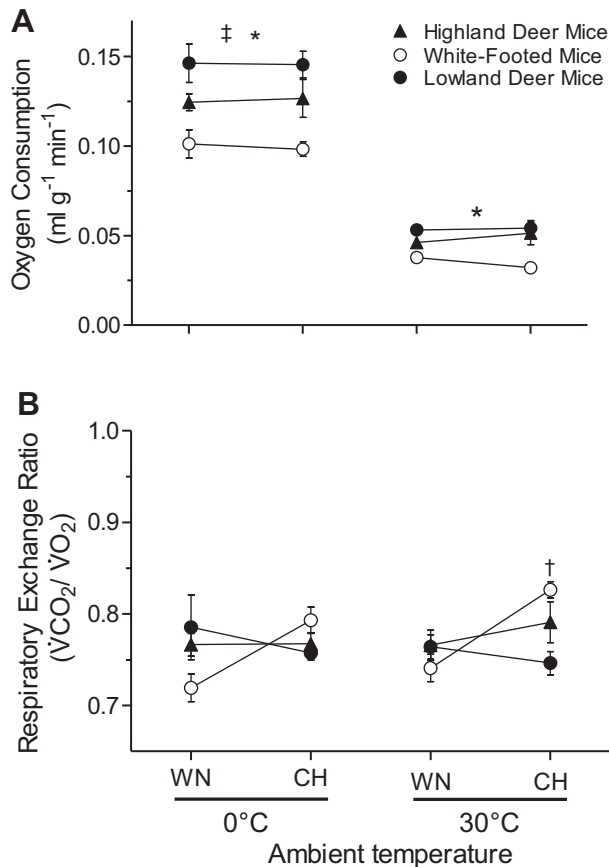 A
‡ *
▲ Highland Deer Mice
○ White-Footed Mice
● Lowland Deer Mice
Oxygen Consumption
(ml g⁻¹ min⁻¹)
0.15
0.10
0.05
0.00
*
B
Respiratory Exchange Ratio
(V̇CO₂/ V̇O₂)
1.0
0.9
0.8
0.7
†
WN CH WN CH
0°C 30°C
Ambient temperature